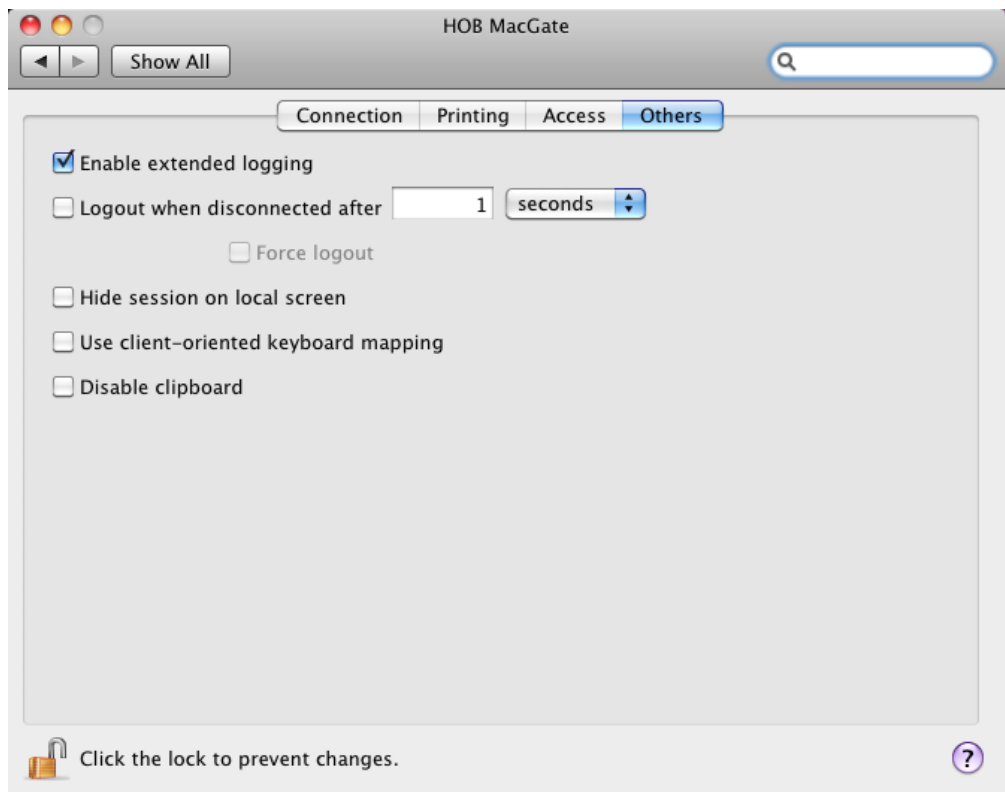 HOB MacGate
Show All
Connection Printing Access Others
Enable extended logging
Logout when disconnected after 1 seconds
Force logout
Hide session on local screen
Use client-oriented keyboard mapping
Disable clipboard
Click the lock to prevent changes. ?